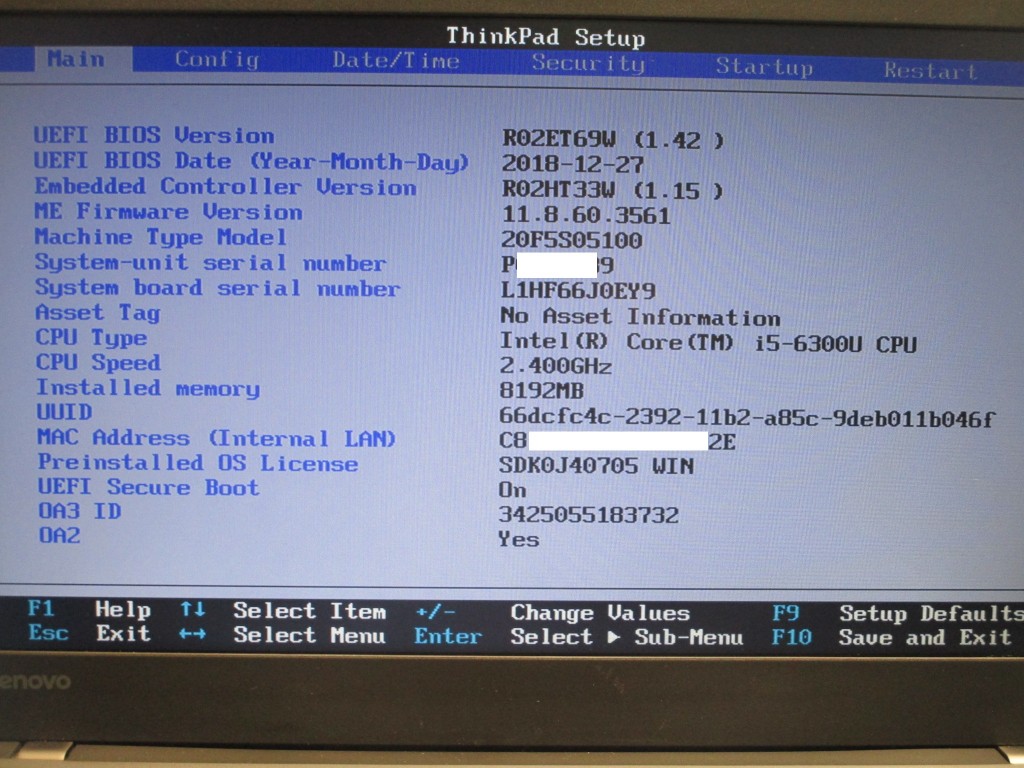 ThinkPad Setup
Main Config Date/Time Security Startup Restart
UEFI BIOS Version R02ET69W (1.42 )
UEFI BIOS Date (Year-Month-Day) 2018-12-27
Embedded Controller Version R02HT33W (1.15 )
ME Firmware Version 11.8.60.3561
Machine Type Model 20F5S05100
System-unit serial number P 9
System board serial number L1HF66J0EY9
Asset Tag No Asset Information
CPU Type Intel(R) Core(TM) i5-6300U CPU
CPU Speed 2.400GHz
Installed memory 8192MB
UUID 66dcfc4c-2392-11b2-a85c-9deb011b046f
MAC Address (Internal LAN) C8 2E
Preinstalled OS License SDK0J40705 WIN
UEFI Secure Boot On
OA3 ID 3425055183732
OA2 Yes
F1 Help ↑↓ Select Item +/- Change Values F9 Setup Defaults
Esc Exit ↔ Select Menu Enter Select ▶ Sub-Menu F10 Save and Exit
enovo